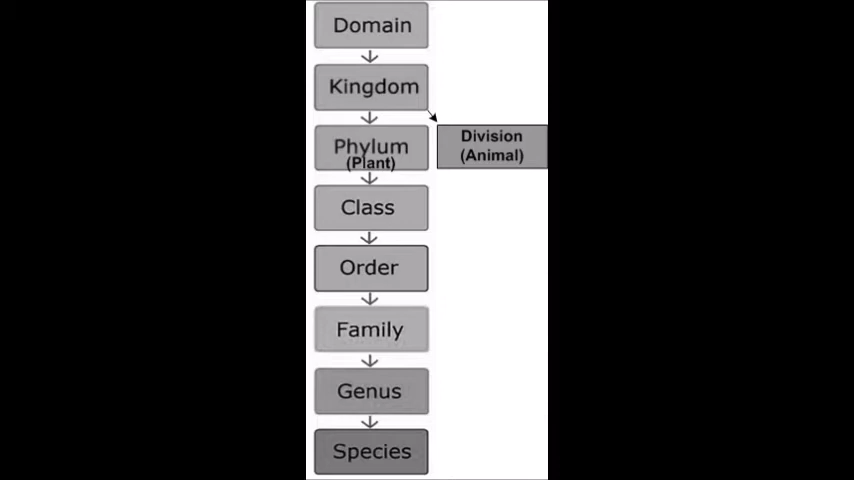 Domain
Kingdom
Phylum
(Plant)
Division
(Animal)
Class
Order
Family
Genus
Species